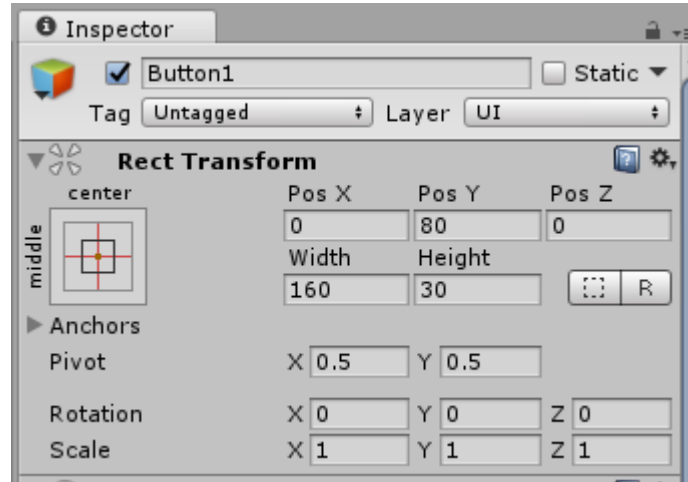 Inspector
Button1 Static
Tag Untagged Layer UI
Rect Transform
center Pos X Pos Y Pos Z
0 80 0
middle Width Height
160 30 R
Anchors
Pivot X 0.5 Y 0.5
Rotation X 0 Y 0 Z 0
Scale X 1 Y 1 Z 1